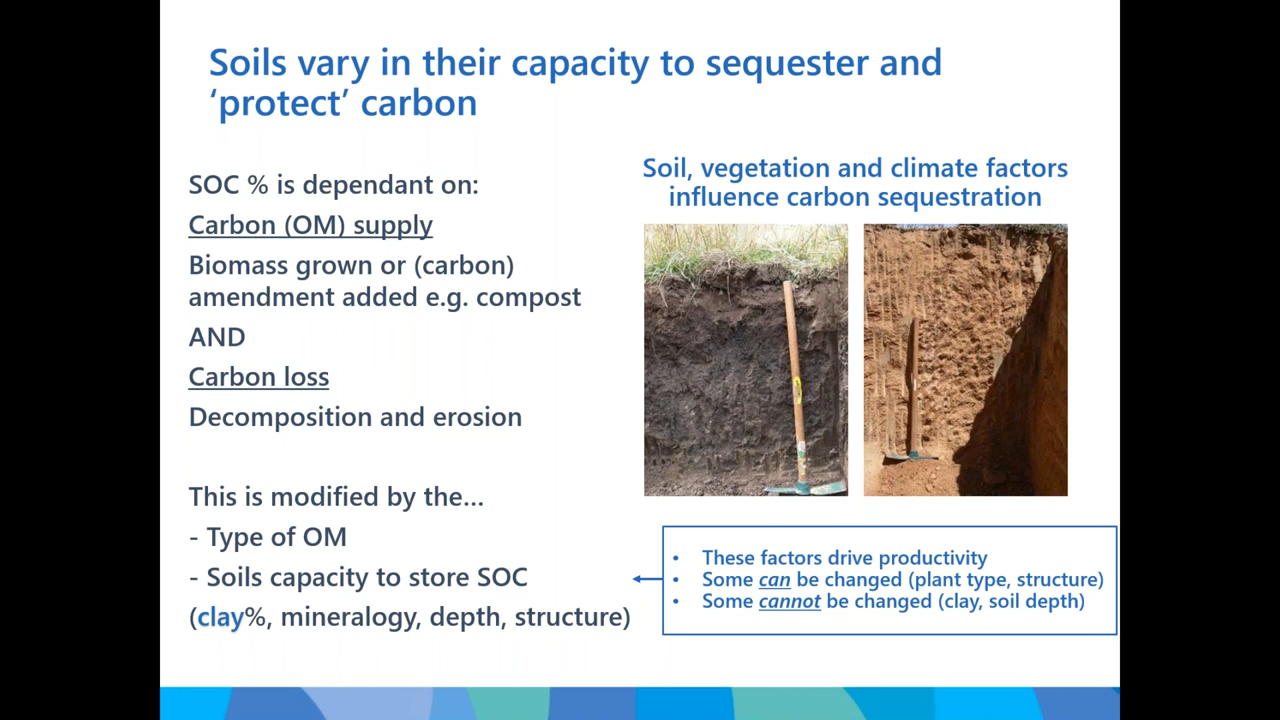 Soils vary in their capacity to sequester and
‘protect’ carbon
SOC % is dependant on:
Carbon (OM) supply
Biomass grown or (carbon)
amendment added e.g. compost
AND
Carbon loss
Decomposition and erosion
This is modified by the...
- Type of OM
- Soils capacity to store SOC
(clay%, mineralogy, depth, structure)
Soil, vegetation and climate factors
influence carbon sequestration
• These factors drive productivity
• Some can be changed (plant type, structure)
• Some cannot be changed (clay, soil depth)